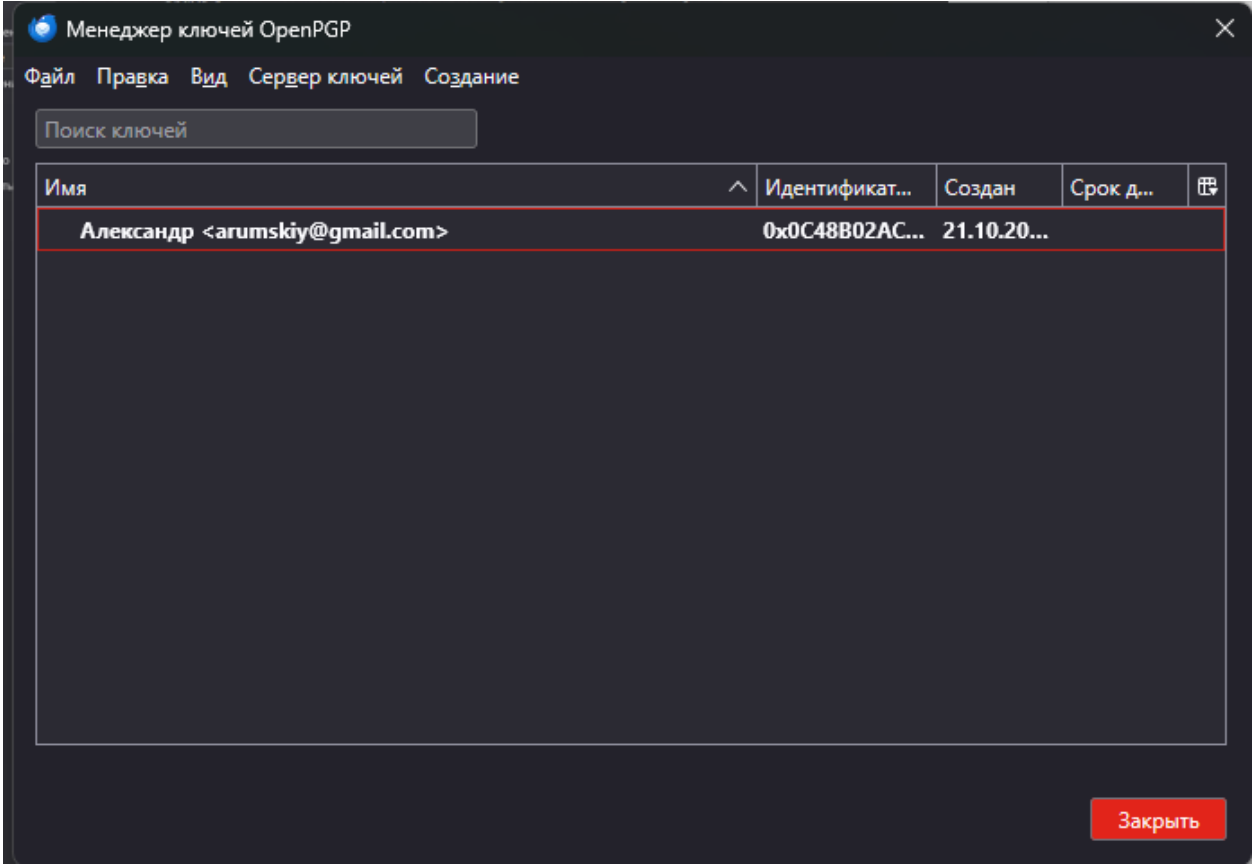 Менеджер ключей OpenPGP
Файл Правка Вид Сервер ключей Создание
Поиск ключей
Имя Идентификат... Создан Срок д...
Александр <arumskiy@gmail.com> 0x0C48B02AC... 21.10.20...
Закрыть